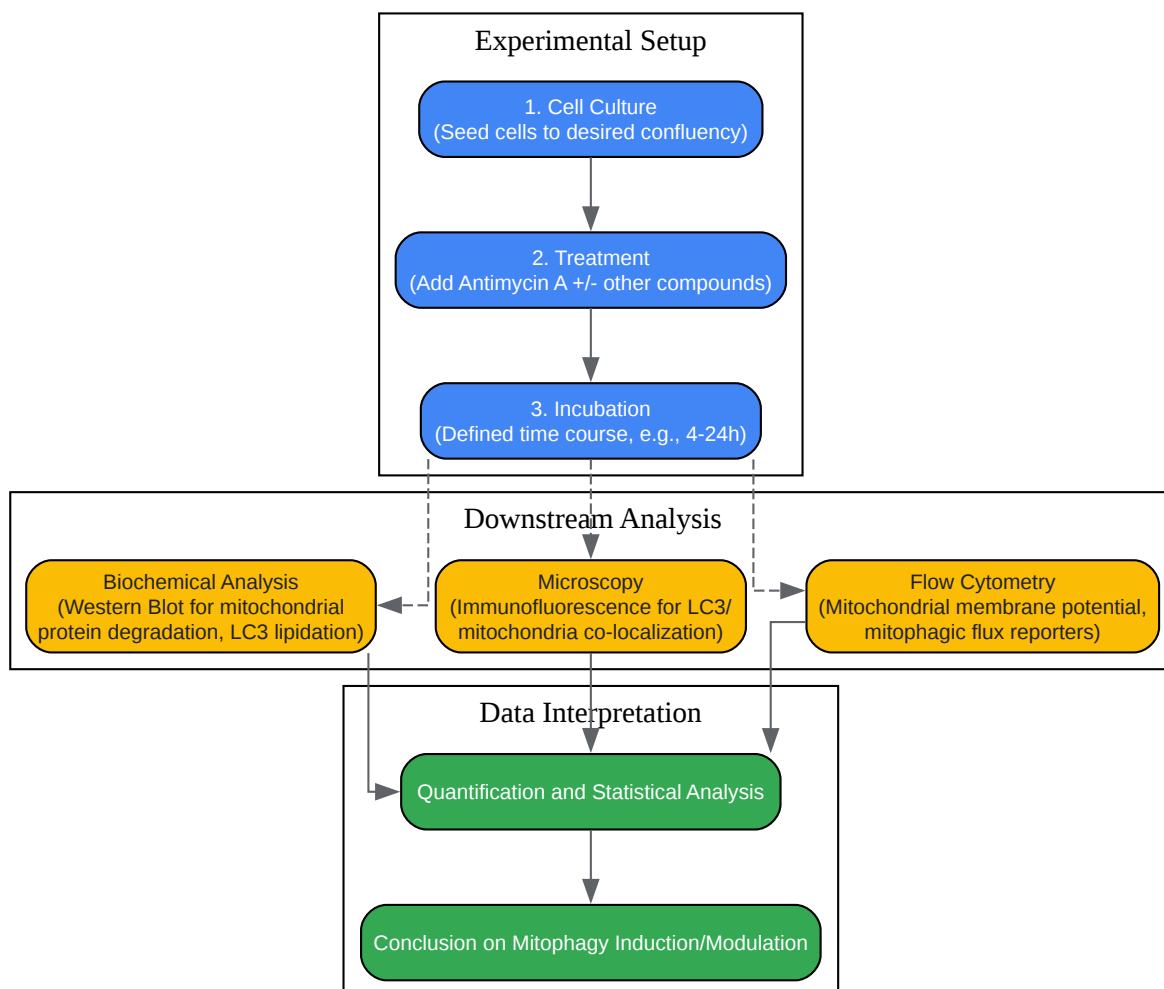 Experimental Setup
1. Cell Culture
(Seed cells to desired confluency)
2. Treatment
(Add Antimycin A +/- other compounds)
3. Incubation
(Defined time course, e.g., 4-24h)
Downstream Analysis
Biochemical Analysis
(Western Blot for mitochondrial
protein degradation, LC3 lipidation)
Microscopy
(Immunofluorescence for LC3/
mitochondria co-localization)
Flow Cytometry
(Mitochondrial membrane potential,
mitophagic flux reporters)
Data Interpretation
Quantification and Statistical Analysis
Conclusion on Mitophagy Induction/Modulation